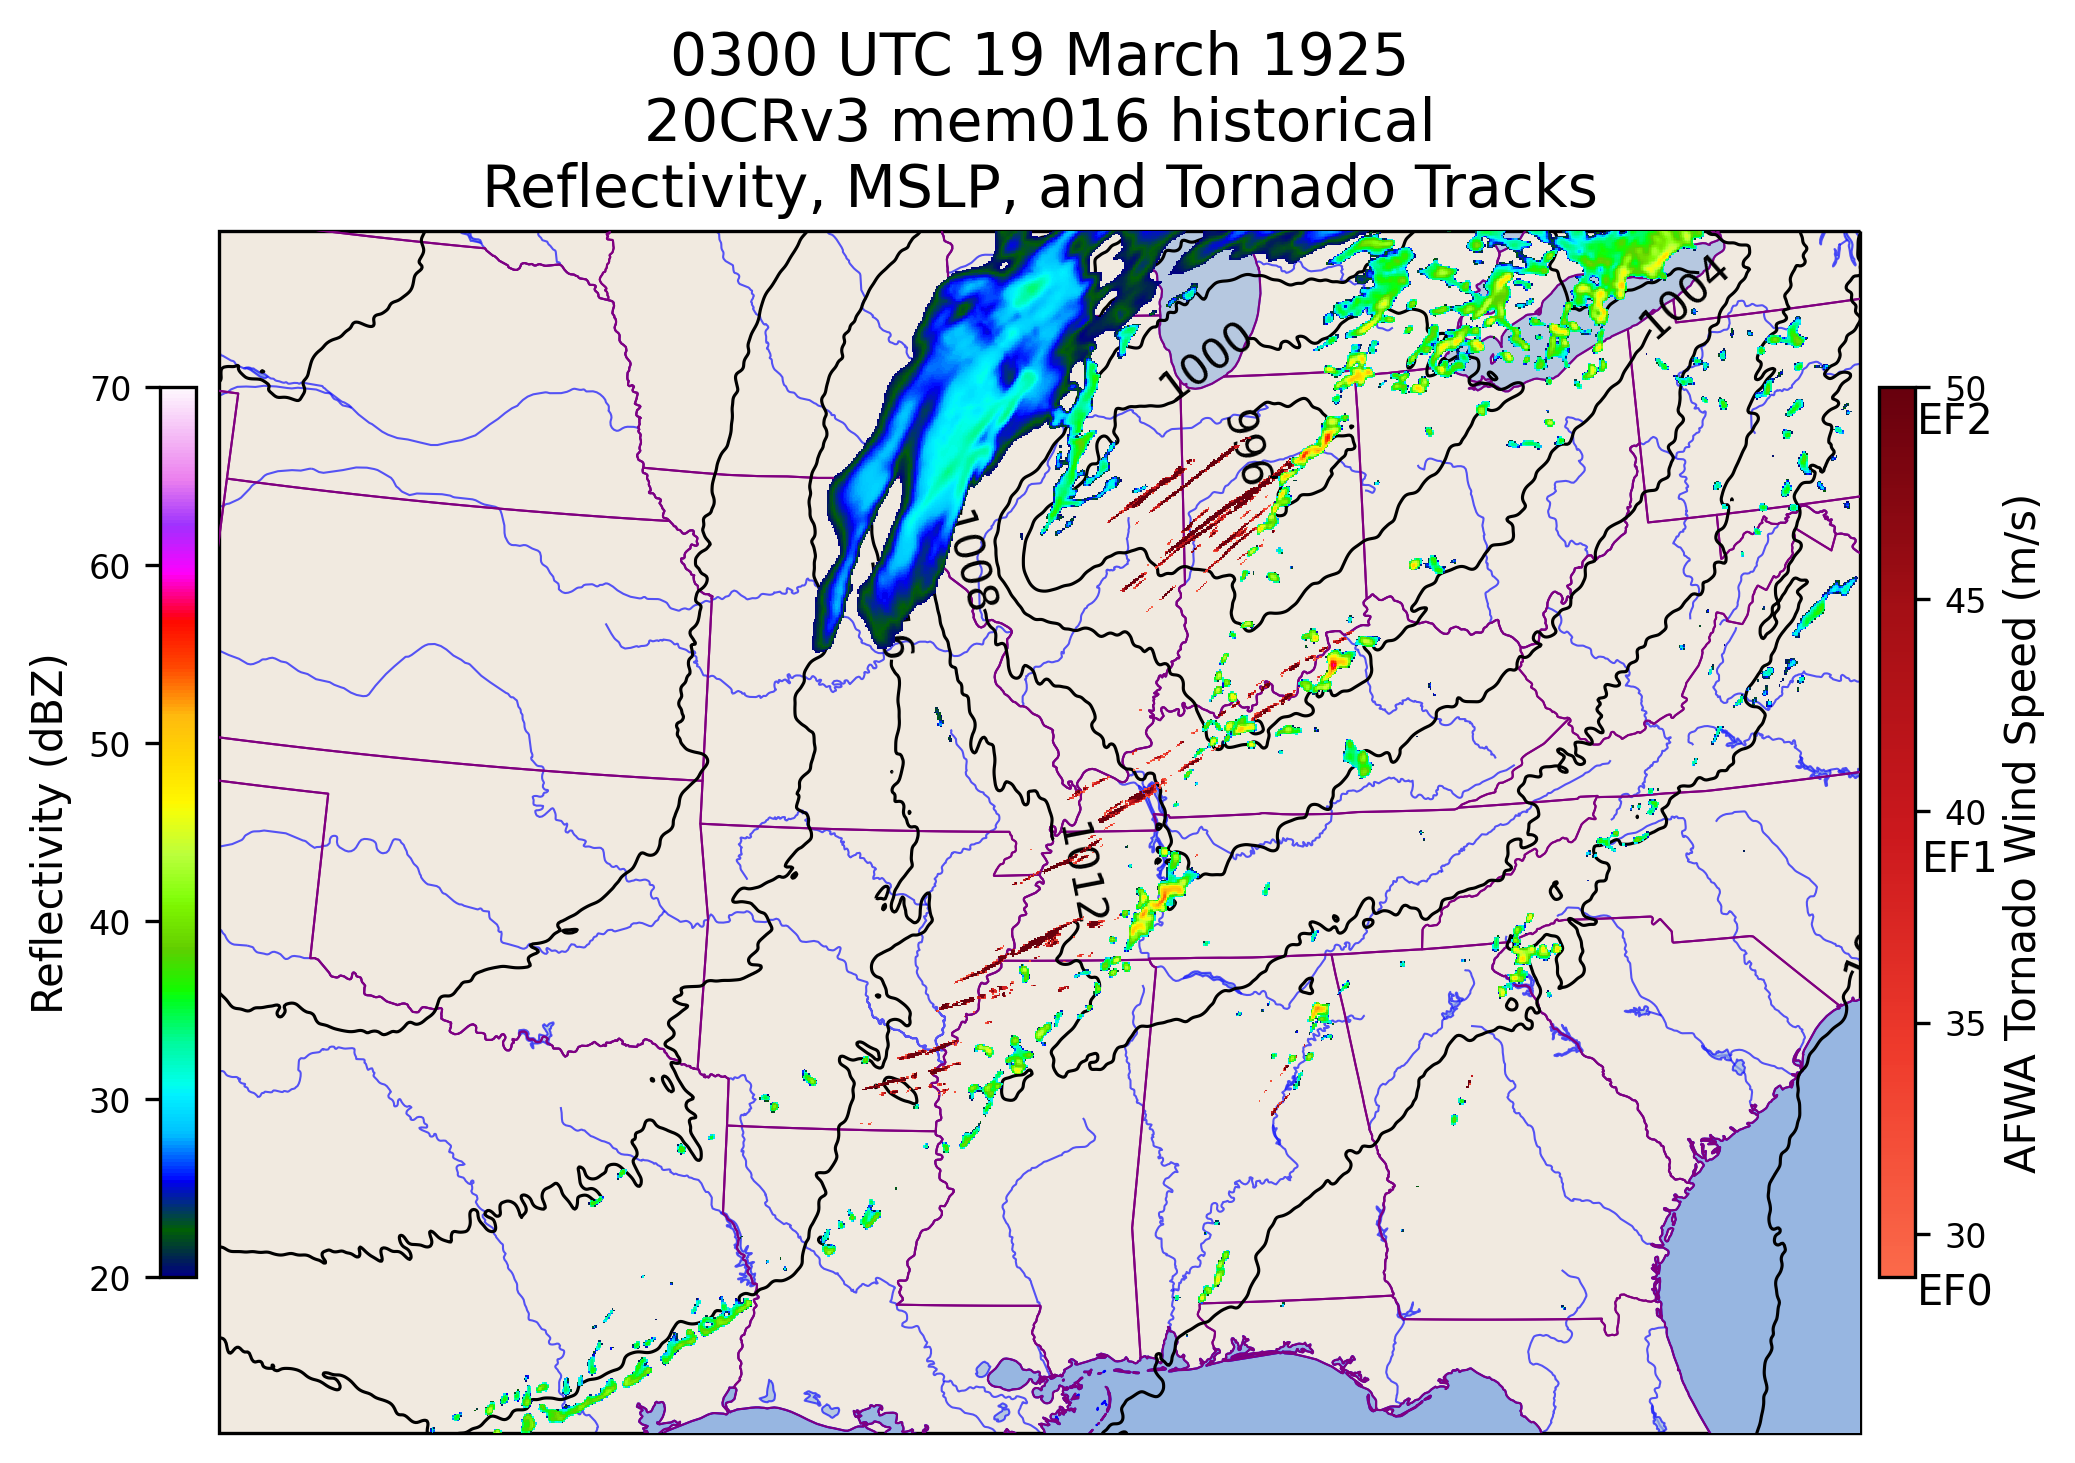 0300 UTC 19 March 1925
20CRv3 mem016 historical
Reflectivity, MSLP, and Tornado Tracks
Reflectivity (dBZ)
70
60
50
40
30
20
1004
1000
996
1008
1012
50
EF2
45
40
EF1
35
30
EF0
AFWA Tornado Wind Speed (m/s)